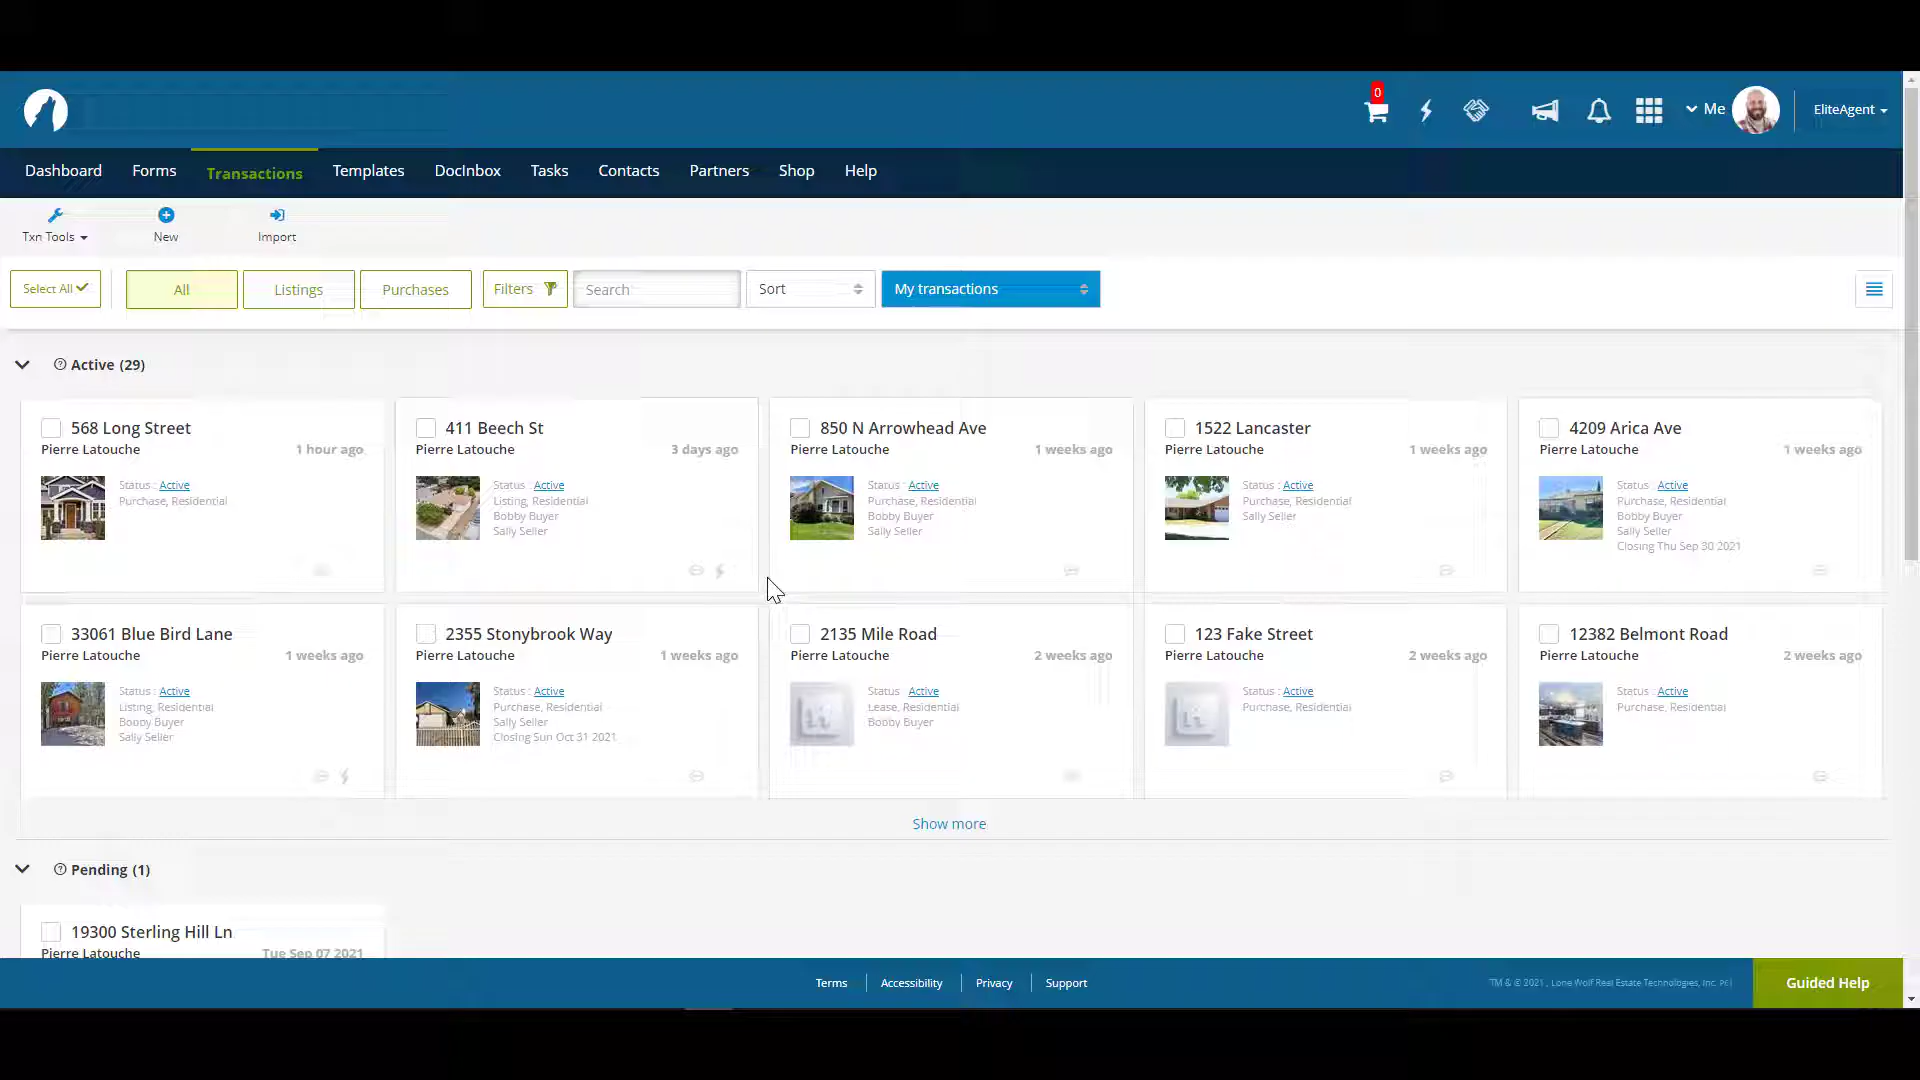 0
Me
EliteAgent
Dashboard Forms Transactions Templates DocInbox Tasks Contacts Partners Shop Help
Txn Tools New Import
Select All All Listings Purchases Filters Search Sort My transactions
Active (29)
568 Long Street
Pierre Latouche 1 hour ago
Status : Active
Purchase, Residential
411 Beech St
Pierre Latouche 3 days ago
Status : Active
Listing, Residential
Bobby Buyer
Sally Seller
850 N Arrowhead Ave
Pierre Latouche 1 weeks ago
Status : Active
Purchase, Residential
Bobby Buyer
Sally Seller
1522 Lancaster
Pierre Latouche 1 weeks ago
Status : Active
Purchase, Residential
Sally Seller
4209 Arica Ave
Pierre Latouche 1 weeks ago
Status : Active
Purchase, Residential
Bobby Buyer
Sally Seller
Closing Thu Sep 30 2021
33061 Blue Bird Lane
Pierre Latouche 1 weeks ago
Status : Active
Listing, Residential
Bobby Buyer
Sally Seller
2355 Stonybrook Way
Pierre Latouche 1 weeks ago
Status : Active
Purchase, Residential
Sally Seller
Closing Sun Oct 31 2021
2135 Mile Road
Pierre Latouche 2 weeks ago
Status : Active
Lease, Residential
Bobby Buyer
123 Fake Street
Pierre Latouche 2 weeks ago
Status : Active
Purchase, Residential
12382 Belmont Road
Pierre Latouche 2 weeks ago
Status : Active
Purchase, Residential
Show more
Pending (1)
19300 Sterling Hill Ln
Pierre Latouche Tue Sep 07 2021
Terms Accessibility Privacy Support
TM & © 2021 , Lone Wolf Real Estate Technologies, Inc.
Guided Help